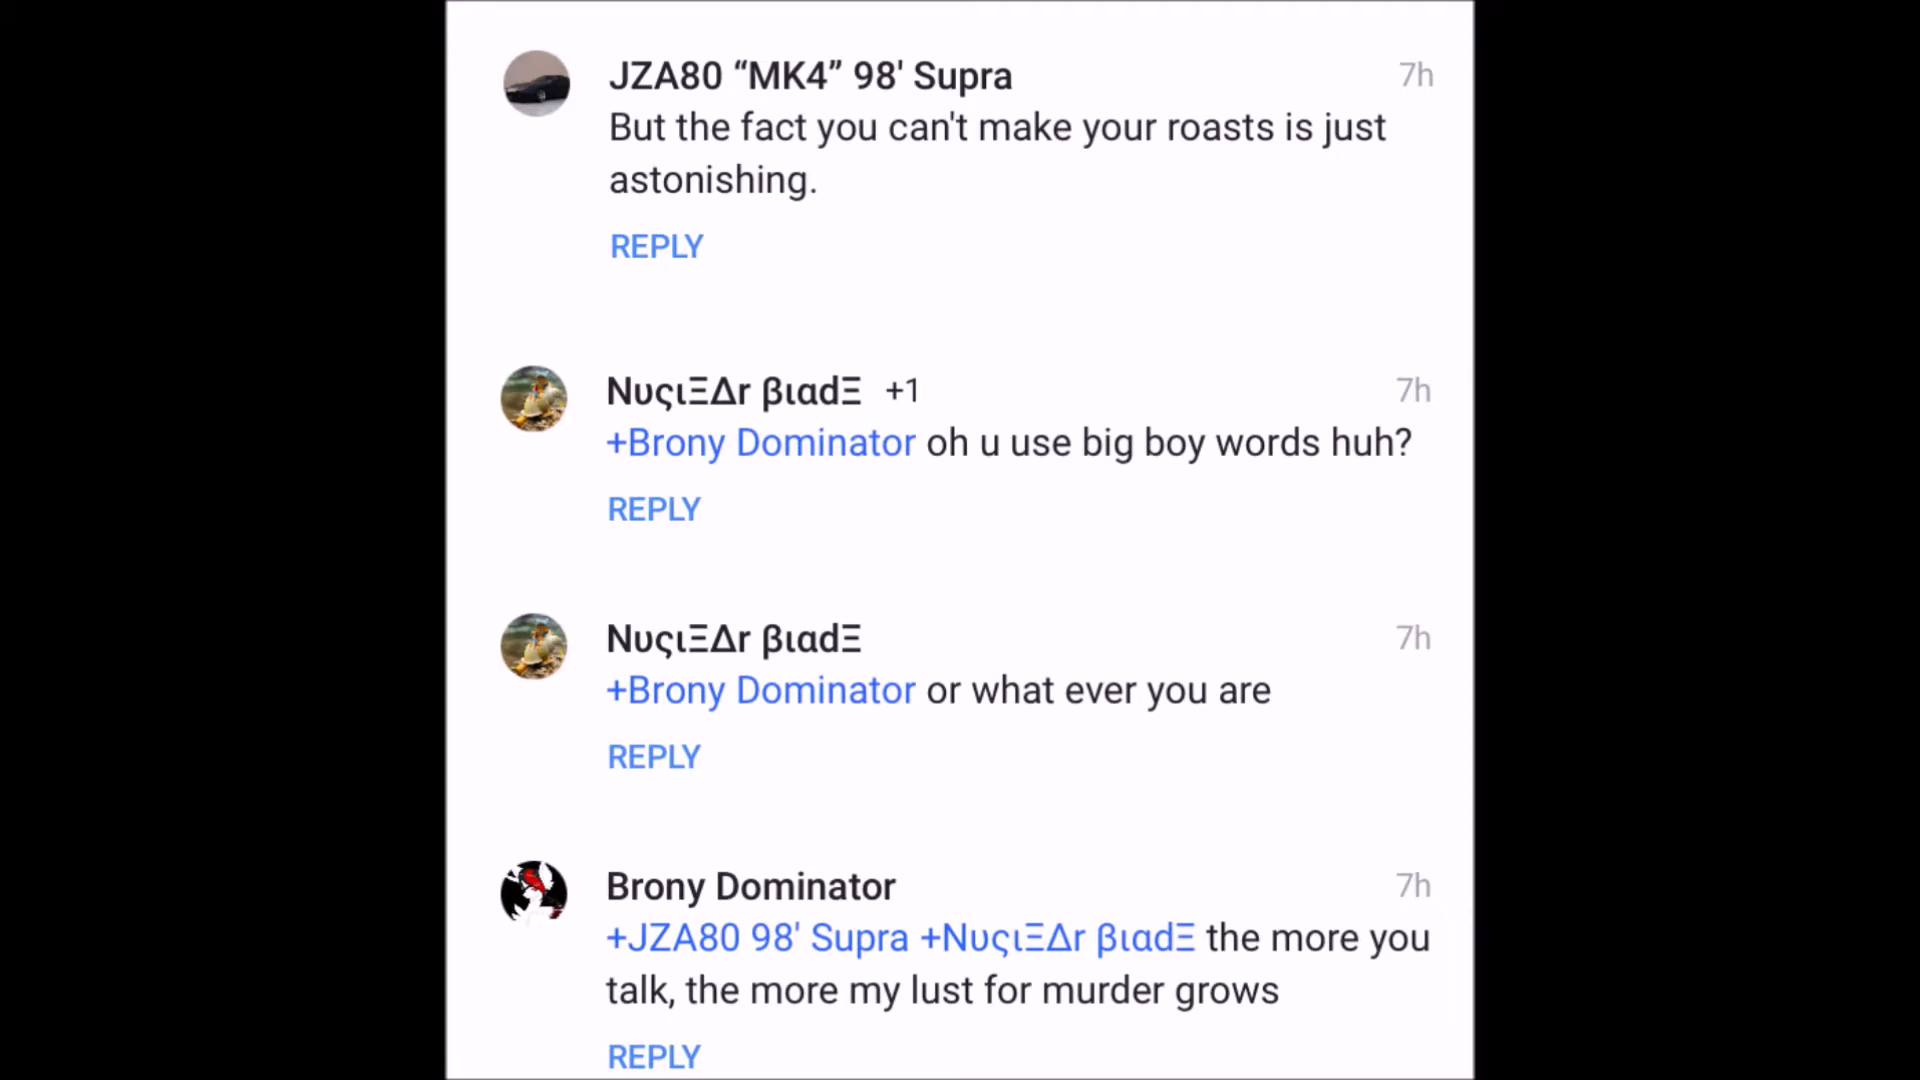 JZA80 “MK4” 98' Supra 7h
But the fact you can't make your roasts is just
astonishing.
REPLY
NυςιΞΔr βιαdΞ +1 7h
+Brony Dominator oh u use big boy words huh?
REPLY
NυςιΞΔr βιαdΞ 7h
+Brony Dominator or what ever you are
REPLY
Brony Dominator 7h
+JZA80 98' Supra +NυςιΞΔr βιαdΞ the more you
talk, the more my lust for murder grows
REPLY